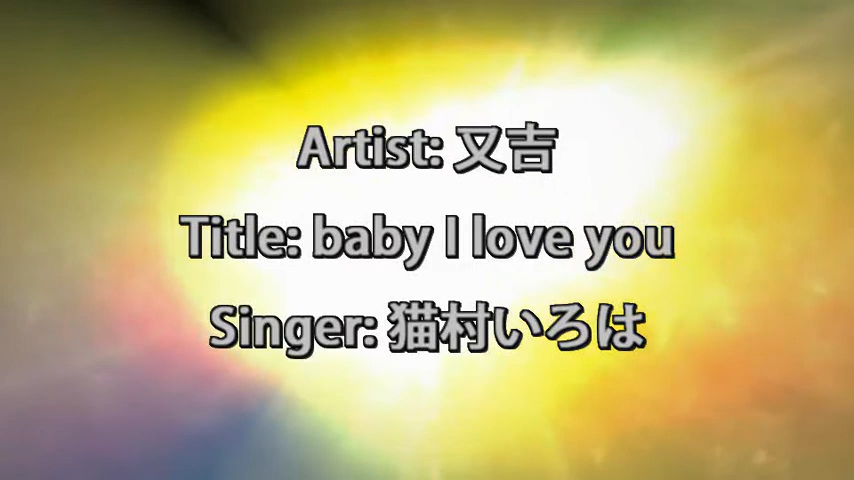 Artist: 又吉
Title: baby I love you
Singer: 猫村いろは